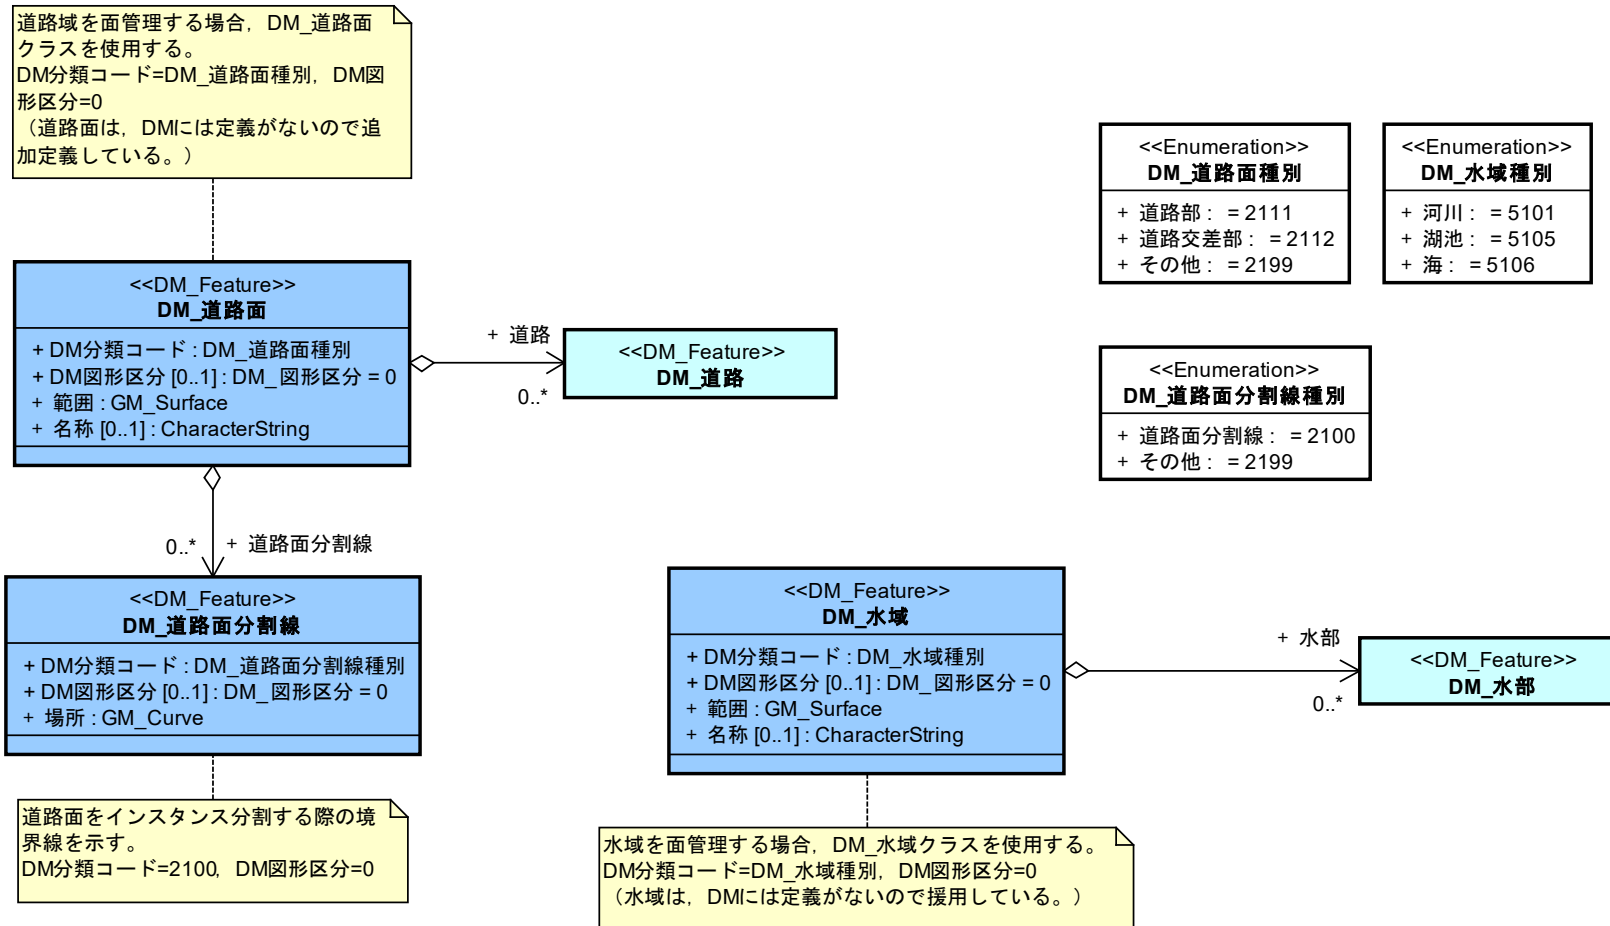 道路域を面管理する場合，DM_道路面
クラスを使用する。
DM分類コード=DM_道路面種別，DM図
形区分=0
（道路面は，DMには定義がないので追
加定義している。）
<<DM_Feature>>
DM_道路面
+ DM分類コード : DM_道路面種別
+ DM図形区分 [0..1] : DM_図形区分 = 0
+ 範囲 : GM_Surface
+ 名称 [0..1] : CharacterString
+ 道路
0..*
<<DM_Feature>>
DM_道路
<<Enumeration>>
DM_道路面種別
+ 道路部 : = 2111
+ 道路交差部 : = 2112
+ その他 : = 2199
<<Enumeration>>
DM_水域種別
+ 河川 : = 5101
+ 湖池 : = 5105
+ 海 : = 5106
<<Enumeration>>
DM_道路面分割線種別
+ 道路面分割線 : = 2100
+ その他 : = 2199
0..*
+ 道路面分割線
<<DM_Feature>>
DM_道路面分割線
+ DM分類コード : DM_道路面分割線種別
+ DM図形区分 [0..1] : DM_図形区分 = 0
+ 場所 : GM_Curve
道路面をインスタンス分割する際の境
界線を示す。
DM分類コード=2100，DM図形区分=0
<<DM_Feature>>
DM_水域
+ DM分類コード : DM_水域種別
+ DM図形区分 [0..1] : DM_図形区分 = 0
+ 範囲 : GM_Surface
+ 名称 [0..1] : CharacterString
+ 水部
0..*
<<DM_Feature>>
DM_水部
水域を面管理する場合，DM_水域クラスを使用する。
DM分類コード=DM_水域種別，DM図形区分=0
（水域は，DMには定義がないので援用している。）